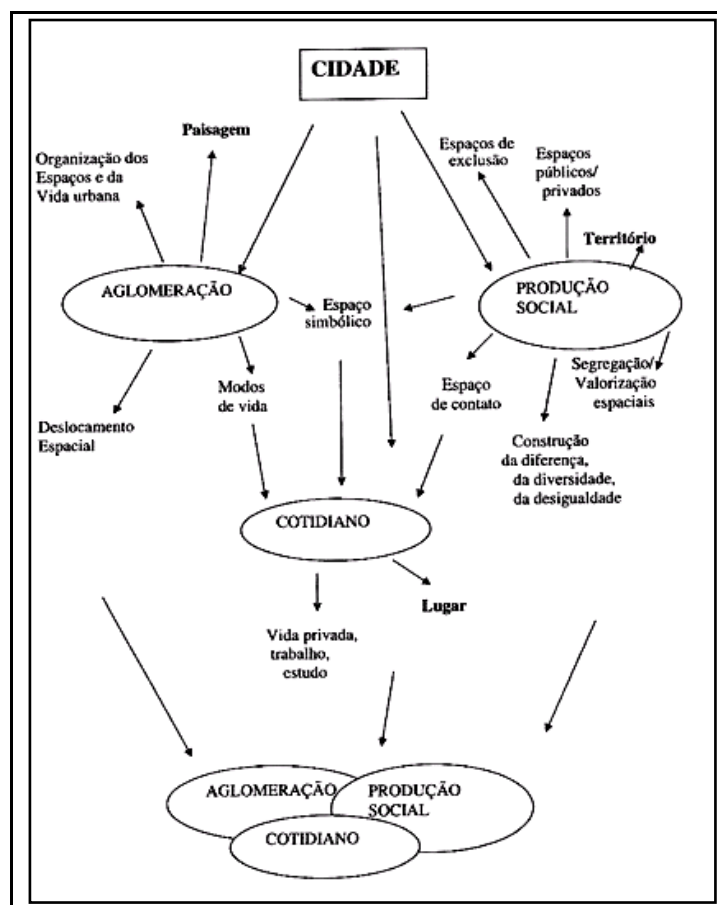 CIDADE
Paisagem
Organização dos
Espaços e da
Vida urbana
Espaços de
exclusão
Espaços
públicos/
privados
Território
AGLOMERAÇÃO
Espaço
simbólico
PRODUÇÃO
SOCIAL
Deslocamento
Espacial
Modos
de vida
Espaço
de contato
Segregação/
Valorização
espaciais
Construção
da diferença,
da diversidade,
da desigualdade
COTIDIANO
Lugar
Vida privada,
trabalho,
estudo
AGLOMERAÇÃO
PRODUÇÃO
SOCIAL
COTIDIANO